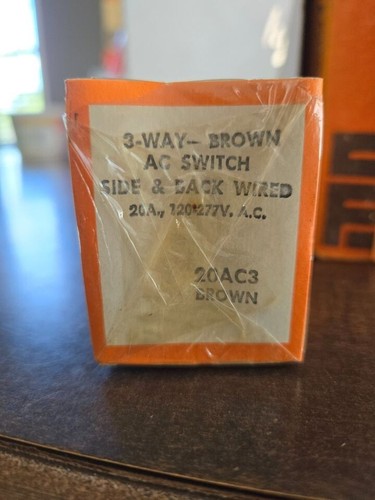 3-WAY-BROWN
AC SWITCH
SIDE & BACK WIRED
20A., 120-277V. A.C.
20AC3
BROWN